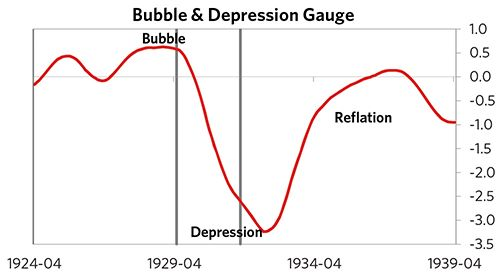 Bubble & Depression Gauge
Bubble
1.0
0.5
0.0
-0.5
Reflation
-1.0
-1.5
-2.0
-2.5
Depression
-3.0
-3.5
1924-04 1929-04 1934-04 1939-04